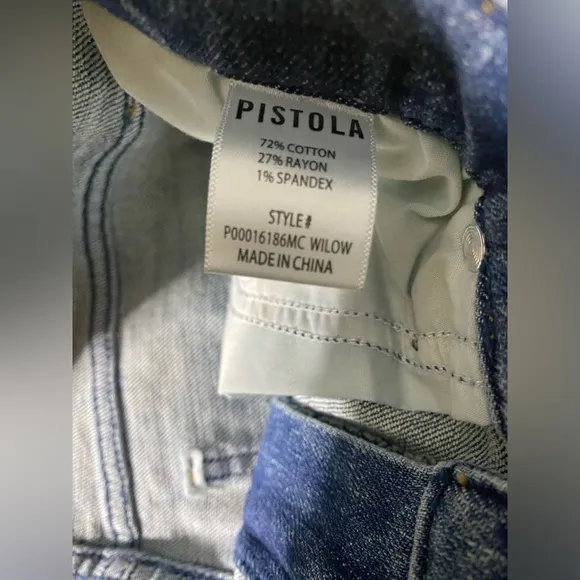 PISTOLA
72% COTTON
27% RAYON
1% SPANDEX
STYLE#
P00016186MC WILOW
MADE IN CHINA